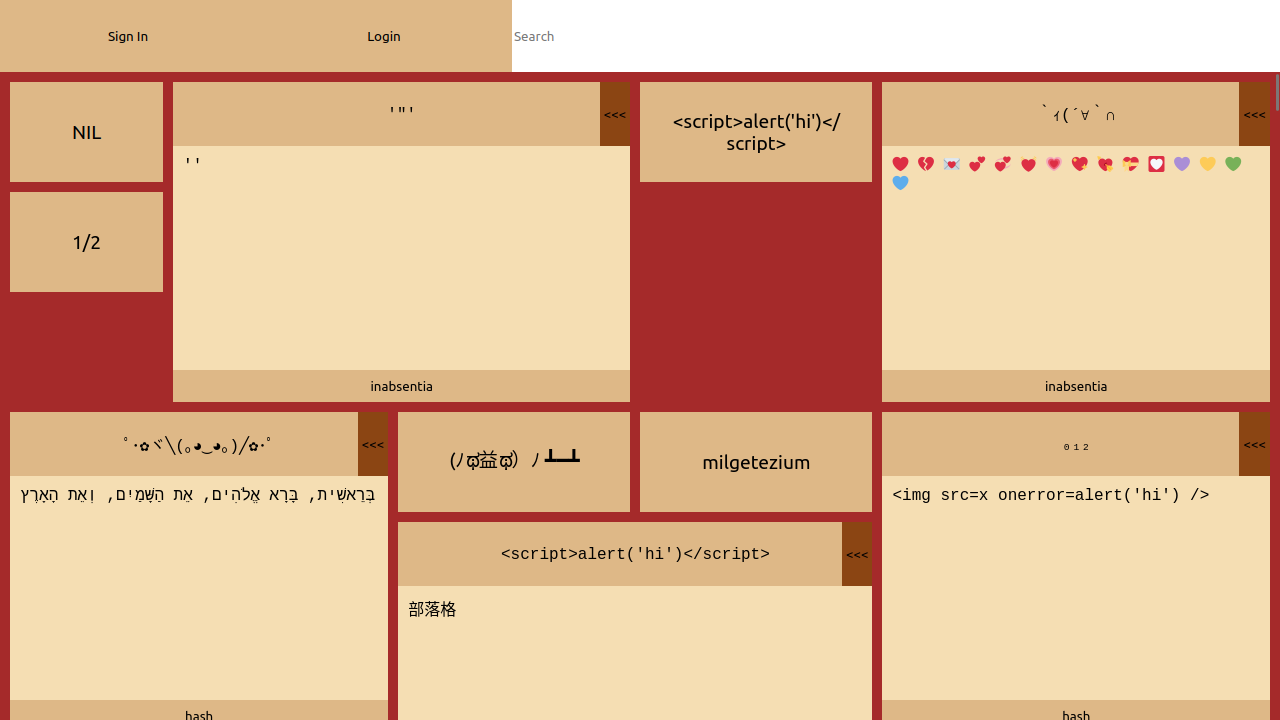 Sign In
Login
Search
NIL
'"'
<<<
<script>alert('hi')</
script>
`ｨ(´∀`∩
<<<
''
❤️ 💔 💌 💕 💞 💓 💗 💖 💘 💝 💟 💜 💛 💚
💙
1/2
inabsentia
inabsentia
ﾟ･✿ヾ╲(｡◕‿◕｡)╱✿･ﾟ
<<<
(ﾉಥ益ಥ）ﾉ ┻━┻
milgetezium
₀₁₂
<<<
בְּרֵאשִׁית, בָּרָא אֱלֹהִים, אֵת הַשָּׁמַיִם, וְאֵת הָאָרֶץ
<img src=x onerror=alert('hi') />
<script>alert('hi')</script>
<<<
部落格
hash
hash